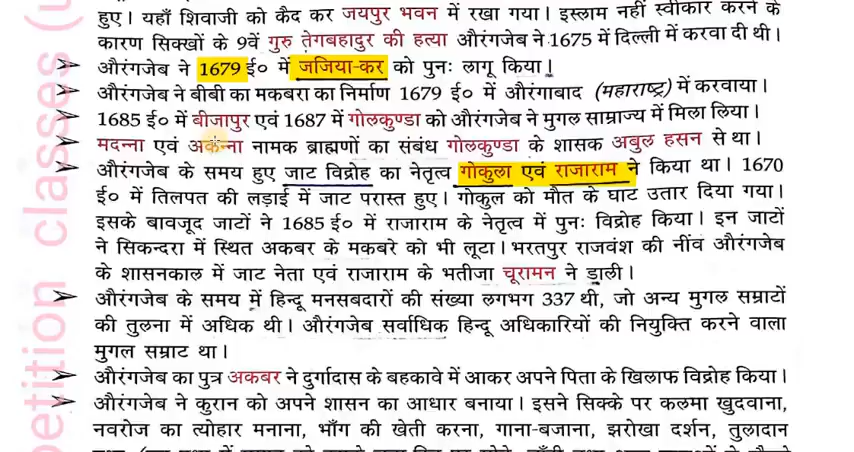 हुए। यहाँ शिवाजी को कैद कर जयपुर भवन में रखा गया। इस्लाम नहीं स्वीकार करने के
कारण सिक्खों के 9वें गुरु तेगबहादुर की हत्या औरंगजेब ने 1675 में दिल्ली में करवा दी थी।
➤ औरंगजेब ने 1679 ई० में जजिया-कर को पुनः लागू किया।
➤ औरंगजेब ने बीबी का मकबरा का निर्माण 1679 ई० में औरंगाबाद (महाराष्ट्र) में करवाया।
➤ 1685 ई० में बीजापुर एवं 1687 में गोलकुण्डा को औरंगजेब ने मुगल साम्राज्य में मिला लिया।
➤ मदन्ना एवं अकन्ना नामक ब्राह्मणों का संबंध गोलकुण्डा के शासक अबुल हसन से था।
➤ औरंगजेब के समय हुए जाट विद्रोह का नेतृत्व गोकुला एवं राजाराम ने किया था। 1670
ई० में तिलपत की लड़ाई में जाट परास्त हुए। गोकुल को मौत के घाट उतार दिया गया।
इसके बावजूद जाटों ने 1685 ई० में राजाराम के नेतृत्व में पुनः विद्रोह किया। इन जाटों
ने सिकन्दरा में स्थित अकबर के मकबरे को भी लूटा। भरतपुर राजवंश की नींव औरंगजेब
के शासनकाल में जाट नेता एवं राजाराम के भतीजा चूरामन ने डाली।
➤ औरंगजेब के समय में हिन्दू मनसबदारों की संख्या लगभग 337 थी, जो अन्य मुगल सम्राटों
की तुलना में अधिक थी। औरंगजेब सर्वाधिक हिन्दू अधिकारियों की नियुक्ति करने वाला
मुगल सम्राट था।
➤ औरंगजेब का पुत्र अकबर ने दुर्गादास के बहकावे में आकर अपने पिता के खिलाफ विद्रोह किया।
➤ औरंगजेब ने कुरान को अपने शासन का आधार बनाया। इसने सिक्के पर कलमा खुदवाना,
नवरोज का त्योहार मनाना, भाँग की खेती करना, गाना-बजाना, झरोखा दर्शन, तुलादान
petition classes (u